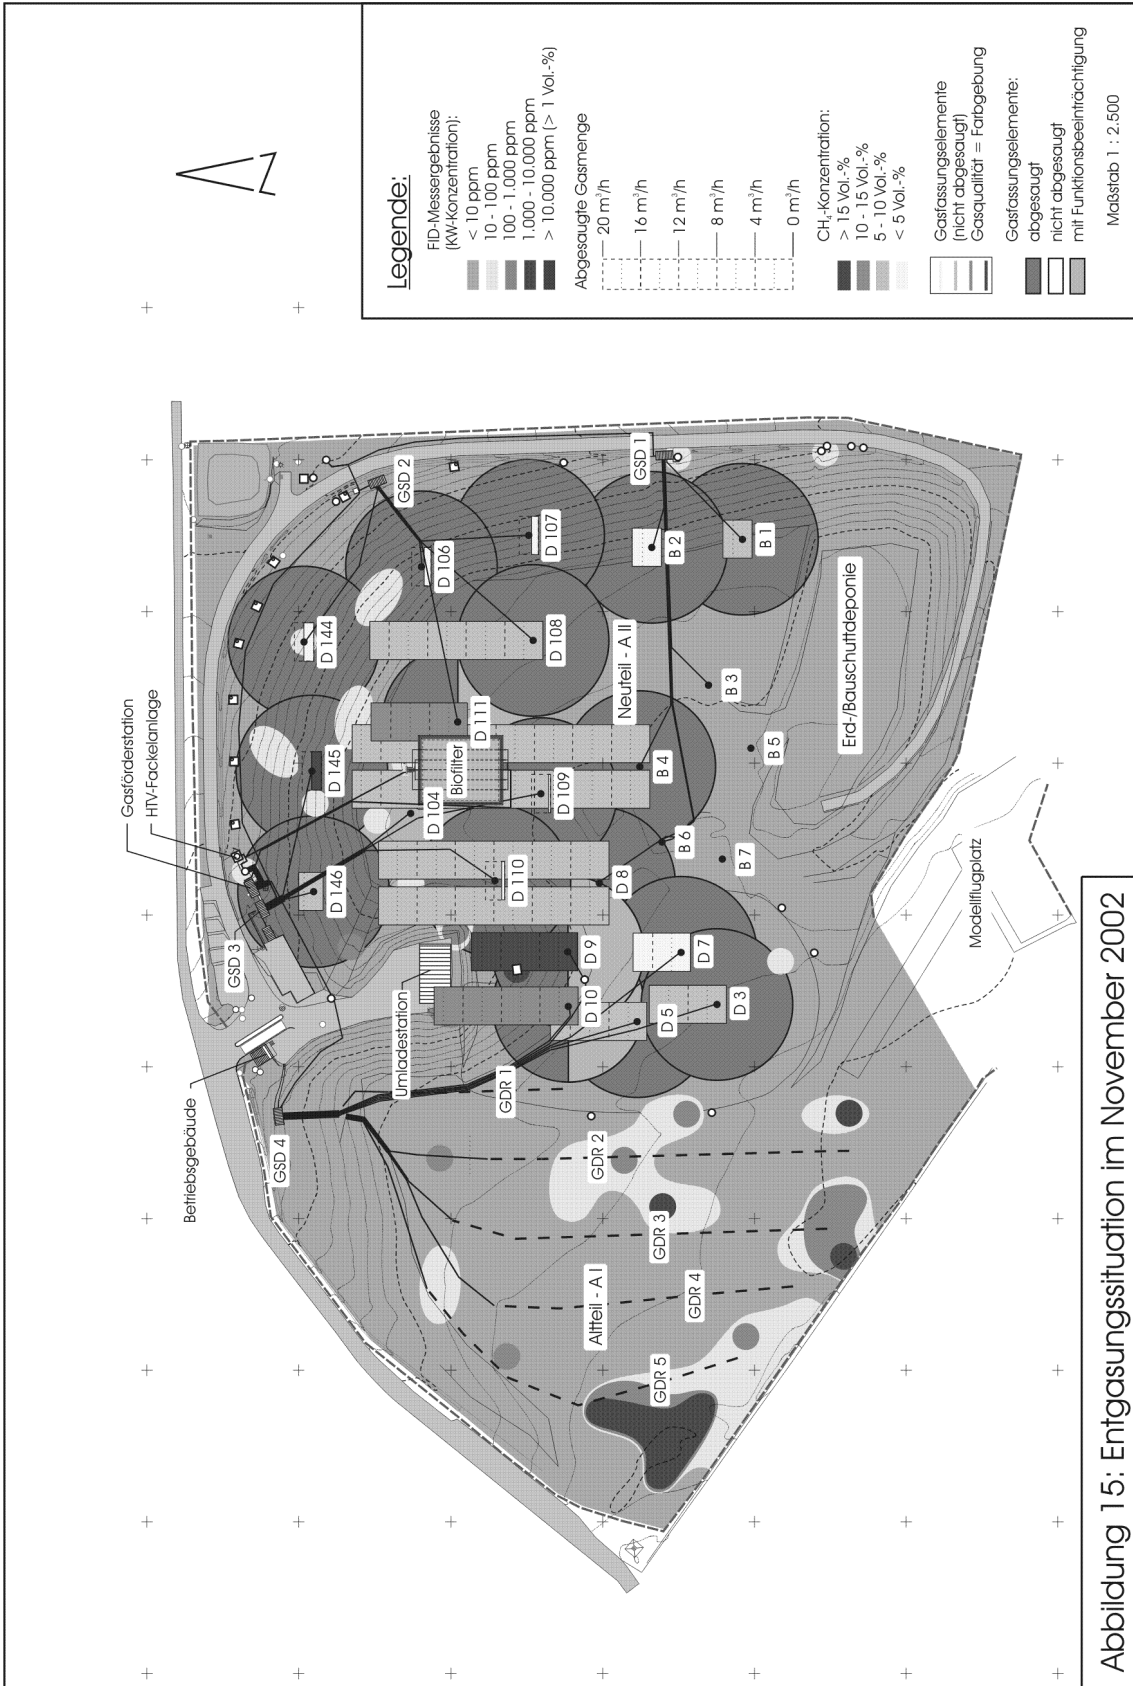 Legende:
FID-Messergebnisse
(KW-Konzentration):
< 10 ppm
10 - 100 ppm
100 - 1.000 ppm
1.000 - 10.000 ppm
> 10.000 ppm (> 1 Vol.-%)
Abgesaugte Gasmenge
20 m³/h
16 m³/h
12 m³/h
8 m³/h
4 m³/h
0 m³/h
CH₄-Konzentration:
> 15 Vol.-%
10 - 15 Vol.-%
5 - 10 Vol.-%
< 5 Vol.-%
Gasfassungselemente
(nicht abgesaugt)
Gasqualität = Farbgebung
Gasfassungselemente:
abgesaugt
nicht abgesaugt
mit Funktionsbeeinträchtigung
Maßstab 1 : 2.500
Gasförderstation
HTV-Fackelanlage
Betriebsgebäude
GSD 4
GSD 3
GSD 2
GSD 1
D 146
D 145
D 144
D 106
D 107
D 108
D 111
Biofilter
D 104
D 109
D 110
Umladestation
D 10
D 9
D 8
D 7
D 5
D 3
B 1
B 2
B 3
B 4
B 5
B 6
B 7
Neuteil - A II
Altteil - A I
GDR 1
GDR 2
GDR 3
GDR 4
GDR 5
Erd-/Bauschuttdeponie
Modellflugplatz
Abbildung 15: Entgasungssituation im November 2002